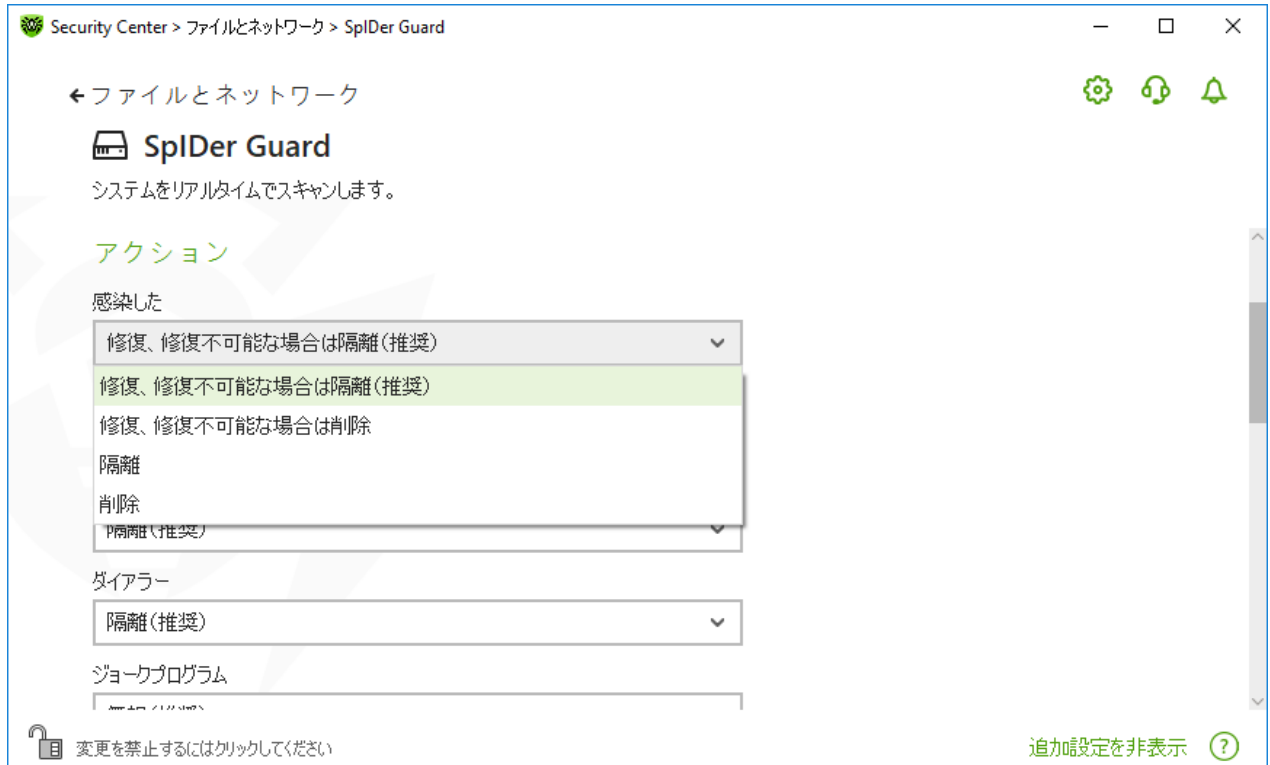 Security Center > ファイルとネットワーク > SpIDer Guard
ファイルとネットワーク
SpIDer Guard
システムをリアルタイムでスキャンします。
アクション
感染した
修復、修復不可能な場合は隔離(推奨)
修復、修復不可能な場合は隔離(推奨)
修復、修復不可能な場合は削除
隔離
削除
隔離(推奨)
ダイアラー
隔離(推奨)
ジョークプログラム
変更を禁止するにはクリックしてください
追加設定を非表示